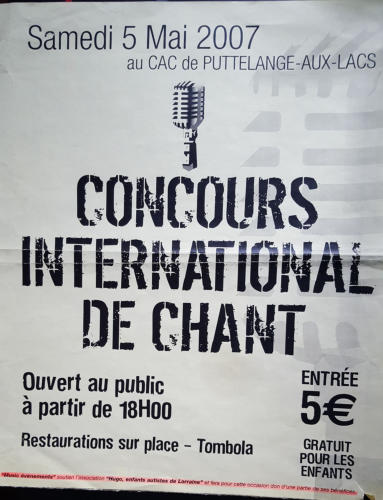 Samedi 5 Mai 2007
au CAC de PUTTELANGE-AUX-LACS
CONCOURS
INTERNATIONAL
DE CHANT
Ouvert au public
à partir de 18H00
Restaurations sur place - Tombola
ENTRÉE
5€
GRATUIT
POUR LES
ENFANTS
"Music évènements" soutien l'association "Hugo, enfants autistes de Lorraine" et fera pour cette occasion don d'une partie de ses bénéfices.